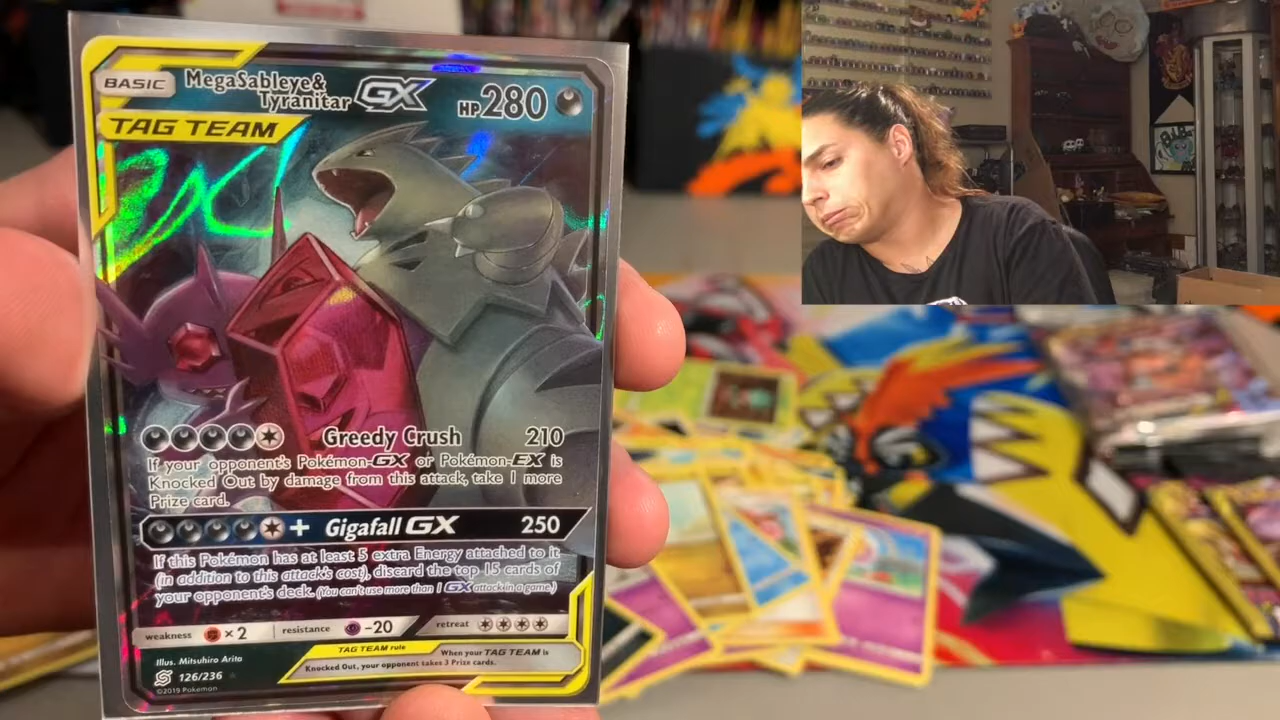 BASIC
MegaSableye&
Tyranitar GX
HP 280
TAG TEAM
Greedy Crush 210
If your opponent's Pokémon-GX or Pokémon-EX is
Knocked Out by damage from this attack, take 1 more
Prize card.
+ Gigafall GX 250
If this Pokémon has at least 5 extra Energy attached to it
(in addition to this attack's cost), discard the top 15 cards of
your opponent's deck. (You can't use more than 1 GX attack in a game.)
weakness ×2 resistance -20 retreat
TAG TEAM rule When your TAG TEAM is
Knocked Out, your opponent takes 3 Prize cards.
Illus. Mitsuhiro Arita
126/236
©2019 Pokémon